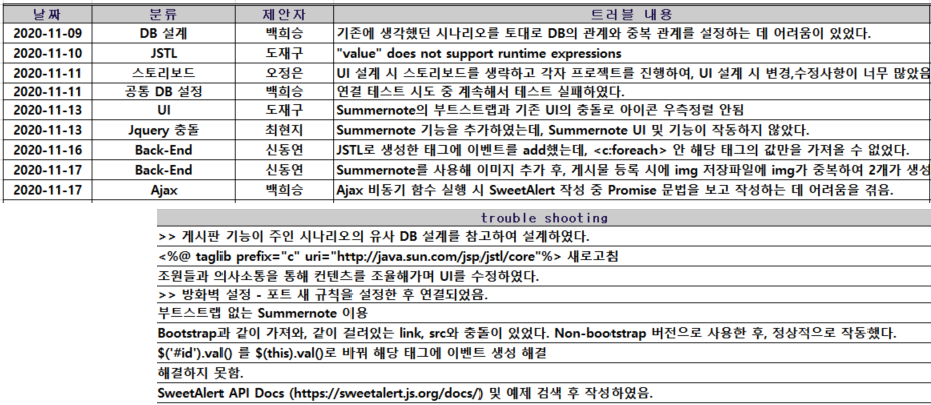 날짜 분류 제안자 트러블 내용
2020-11-09 DB 설계 백희승 기존에 생각했던 시나리오를 토대로 DB의 관계와 중복 관계를 설정하는 데 어려움이 있었다.
2020-11-10 JSTL 도재구 "value" does not support runtime expressions
2020-11-11 스토리보드 오정은 UI 설계 시 스토리보드를 생략하고 각자 프로젝트를 진행하여, UI 설계 시 변경,수정사항이 너무 많았음
2020-11-11 공통 DB 설정 백희승 연결 테스트 시도 중 계속해서 테스트 실패하였다.
2020-11-13 UI 도재구 Summernote의 부트스트랩과 기존 UI의 충돌로 아이콘 우측정렬 안됨
2020-11-13 Jquery 충돌 최현지 Summernote 기능을 추가하였는데, Summernote UI 및 기능이 작동하지 않았다.
2020-11-16 Back-End 신동연 JSTL로 생성한 태그에 이벤트를 add했는데, <c:foreach> 안 해당 태그의 값만을 가져올 수 없었다.
2020-11-17 Back-End 신동연 Summernote를 사용해 이미지 추가 후, 게시물 등록 시에 img 저장파일에 img가 중복하여 2개가 생성
2020-11-17 Ajax 백희승 Ajax 비동기 함수 실행 시 SweetAlert 작성 중 Promise 문법을 보고 작성하는 데 어려움을 겪음.
trouble shooting
>> 게시판 기능이 주인 시나리오의 유사 DB 설계를 참고하여 설계하였다.
<%@ taglib prefix="c" uri="http://java.sun.com/jsp/jstl/core"%> 새로고침
조원들과 의사소통을 통해 컨텐츠를 조율해가며 UI를 수정하였다.
>> 방화벽 설정 - 포트 새 규칙을 설정한 후 연결되었음.
부트스트랩 없는 Summernote 이용
Bootstrap과 같이 가져와, 같이 걸려있는 link, src와 충돌이 있었다. Non-bootstrap 버전으로 사용한 후, 정상적으로 작동했다.
$('#id').val() 를 $(this).val()로 바꿔 해당 태그에 이벤트 생성 해결
해결하지 못함.
SweetAlert API Docs (https://sweetalert.js.org/docs/) 및 예제 검색 후 작성하였음.